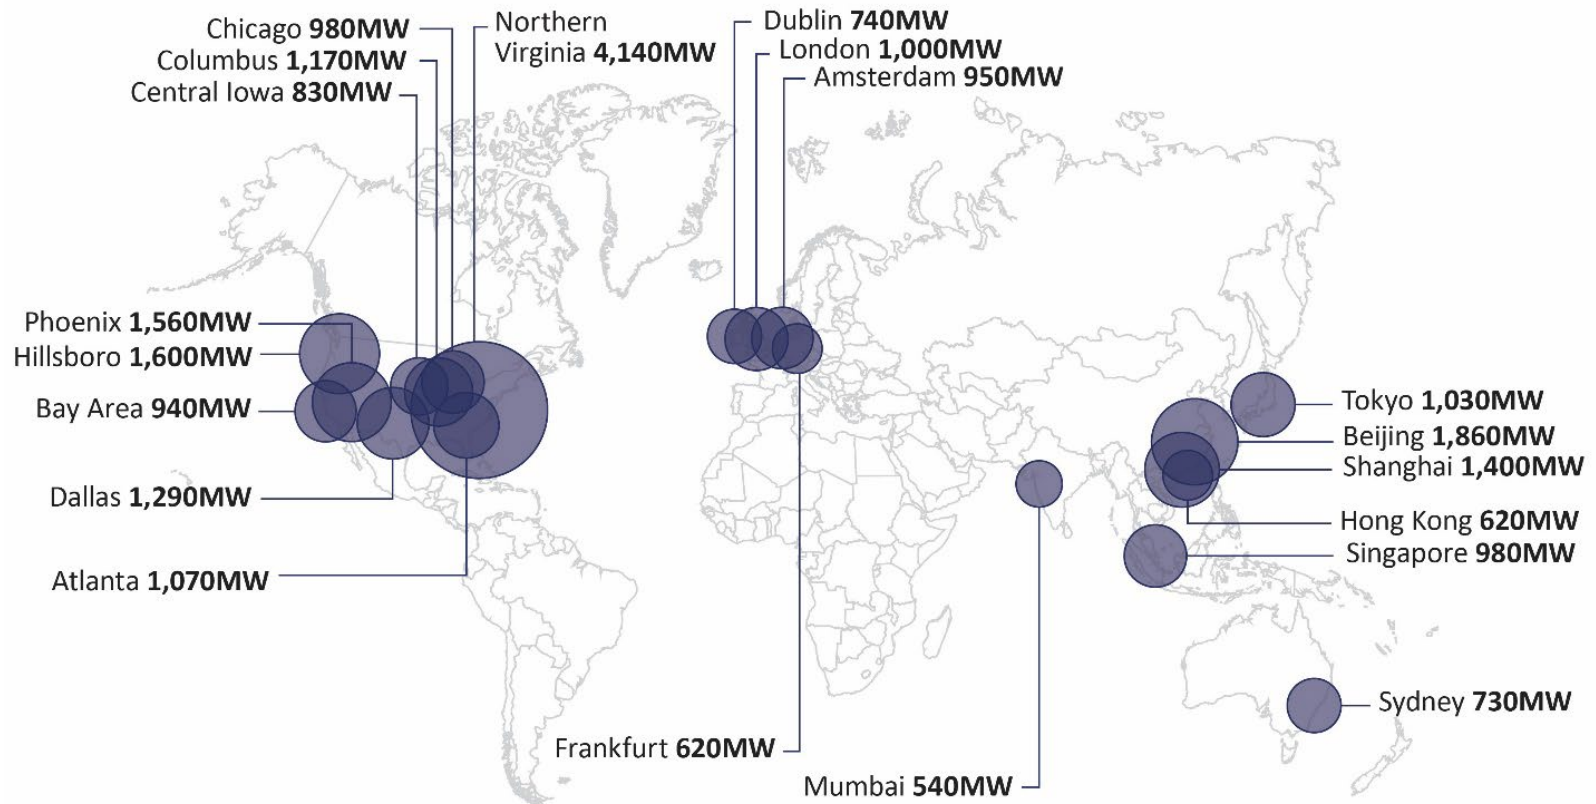 Chicago 980MW
Columbus 1,170MW
Central Iowa 830MW
Northern
Virginia 4,140MW
Dublin 740MW
London 1,000MW
Amsterdam 950MW
Phoenix 1,560MW
Hillsboro 1,600MW
Bay Area 940MW
Dallas 1,290MW
Atlanta 1,070MW
Tokyo 1,030MW
Beijing 1,860MW
Shanghai 1,400MW
Hong Kong 620MW
Singapore 980MW
Sydney 730MW
Frankfurt 620MW
Mumbai 540MW